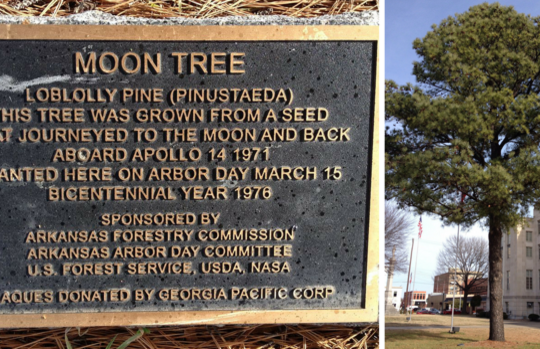 MOON TREE
LOBLOLLY PINE (PINUSTAEDA)
HIS TREE WAS GROWN FROM A SEED
AT JOURNEYED TO THE MOON AND BACK
ABOARD APOLLO 14 1971
ANTED HERE ON ARBOR DAY MARCH 15
BICENTENNIAL YEAR 1976
SPONSORED BY
ARKANSAS FORESTRY COMMISSION
ARKANSAS ARBOR DAY COMMITTEE
U.S. FOREST SERVICE, USDA, NASA
AQUES DONATED BY GEORGIA PACIFIC CORP